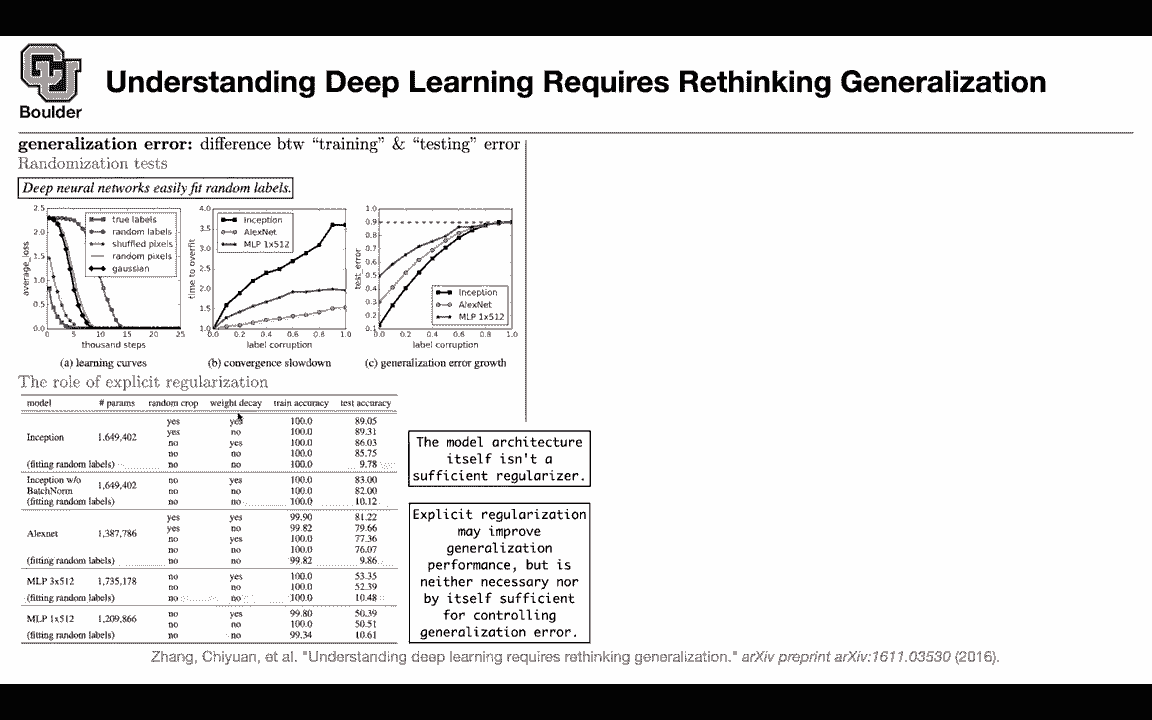 Boulder
Understanding Deep Learning Requires Rethinking Generalization
generalization error: difference btw “training” & “testing” error
Randomization tests
Deep neural networks easily fit random labels.
2.5
2.0
1.5
1.0
0.5
0.0
average_loss
true labels
random labels
shuffled pixels
random pixels
gaussian
0 5 10 15 20 25
thousand steps
(a) learning curves
4.0
3.5
3.0
2.5
2.0
1.5
1.0
time to overfit
Inception
AlexNet
MLP 1x512
0.0 0.2 0.4 0.6 0.8 1.0
label corruption
(b) convergence slowdown
1.0
0.9
0.8
0.7
0.6
0.5
0.4
0.3
0.2
0.1
test_error
Inception
AlexNet
MLP 1x512
0.0 0.2 0.4 0.6 0.8 1.0
label corruption
(c) generalization error growth
The role of explicit regularization
model # params random crop weight decay train accuracy test accuracy
yes yes 100.0 89.05
yes no 100.0 89.31
Inception 1,649,402
no yes 100.0 86.03
no no 100.0 85.75
(fitting random labels) no no 100.0 9.78
Inception w/o BatchNorm 1,649,402
no yes 100.0 83.00
no no 100.0 82.00
(fitting random labels) no no 100.0 10.12
yes yes 99.90 81.22
yes no 99.82 79.66
Alexnet 1,387,786
no yes 100.0 77.36
no no 100.0 76.07
(fitting random labels) no no 99.82 9.86
MLP 3x512 1,735,178
no yes 100.0 53.35
no no 100.0 52.39
(fitting random labels) no no 100.0 10.48
MLP 1x512 1,209,866
no yes 99.80 50.39
no no 100.0 50.51
(fitting random labels) no no 99.34 10.61
The model architecture
itself isn't a
sufficient regularizer.
Explicit regularization
may improve
generalization
performance, but is
neither necessary nor
by itself sufficient
for controlling
generalization error.
Zhang, Chiyuan, et al. "Understanding deep learning requires rethinking generalization." arXiv preprint arXiv:1611.03530 (2016).